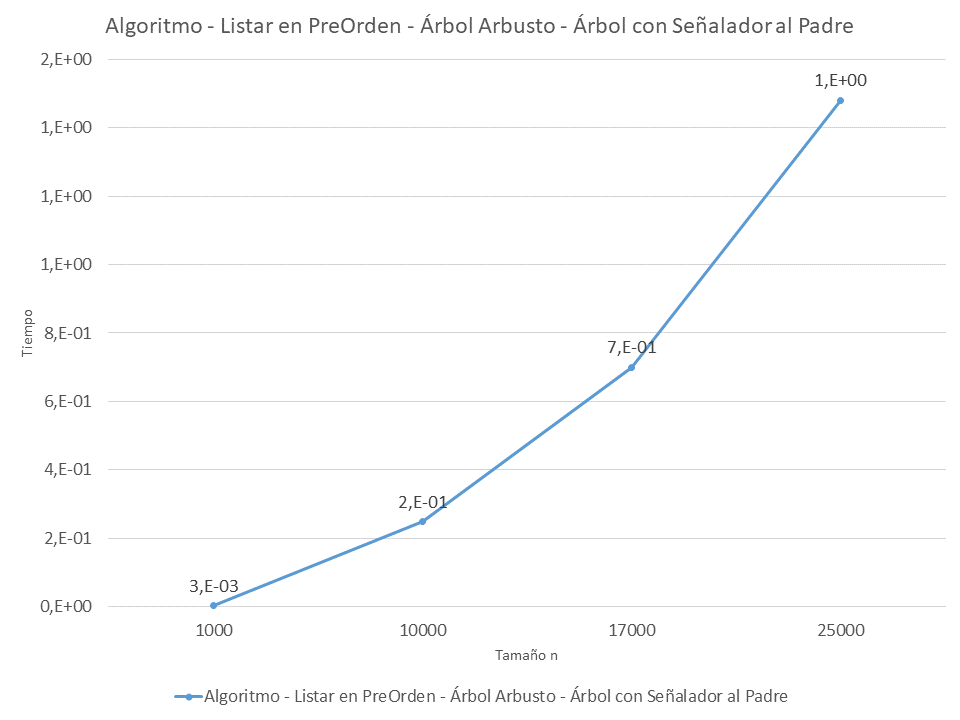 Algoritmo - Listar en PreOrden - Árbol Arbusto - Árbol con Señalador al Padre
2,E+00
1,E+00
1,E+00
1,E+00
8,E-01
6,E-01
4,E-01
2,E-01
0,E+00
Tiempo
3,E-03
2,E-01
7,E-01
1,E+00
1000
10000
17000
25000
Tamaño n
Algoritmo - Listar en PreOrden - Árbol Arbusto - Árbol con Señalador al Padre